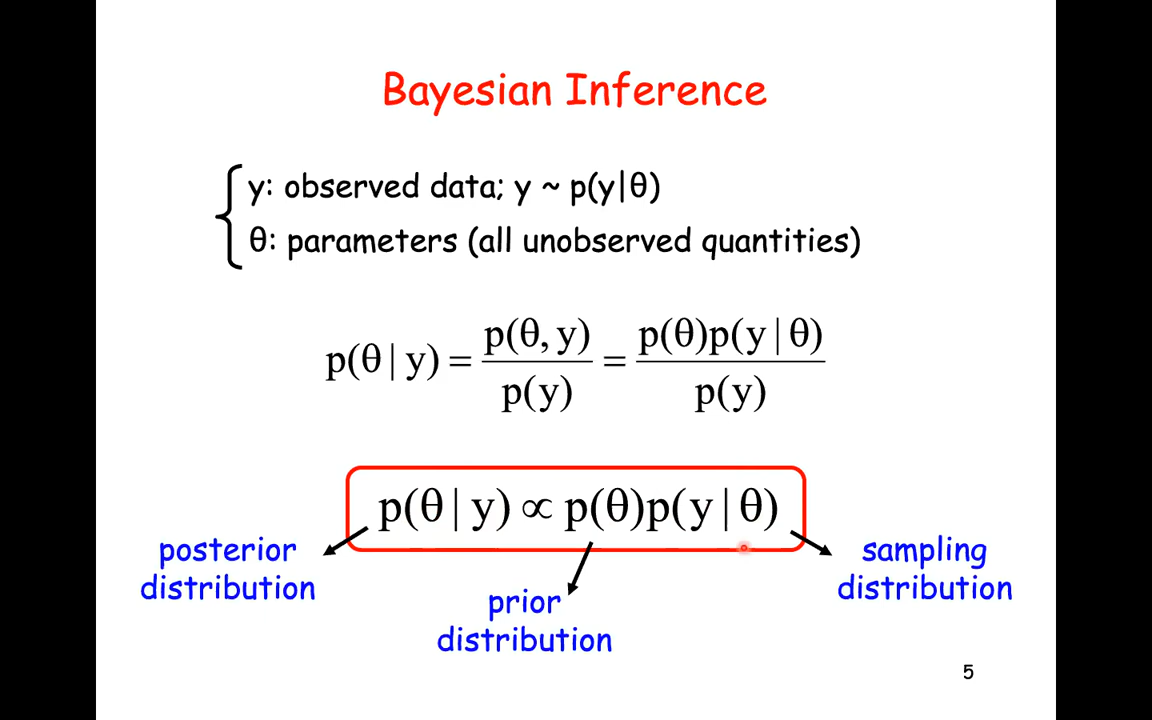 Bayesian Inference
y: observed data; y ~ p(y|θ)
θ: parameters (all unobserved quantities)
p(θ | y) = p(θ, y) / p(y) = p(θ)p(y | θ) / p(y)
p(θ | y) ∝ p(θ)p(y | θ)
posterior
distribution
prior
distribution
sampling
distribution
5